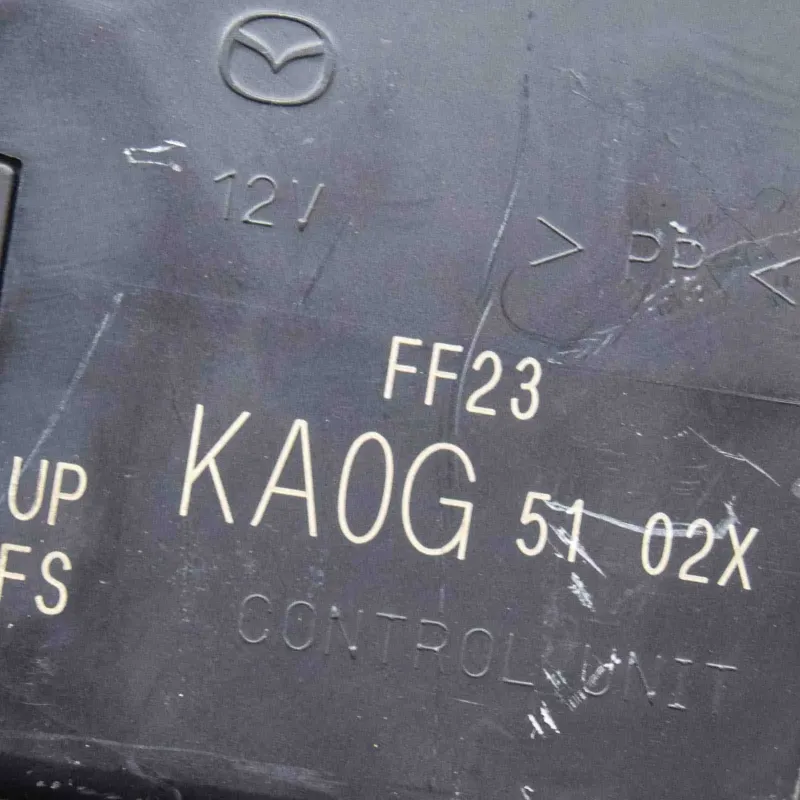 12V
> PP <
FF23
KA0G 51 02X
UP
FS
CONTROL UNIT